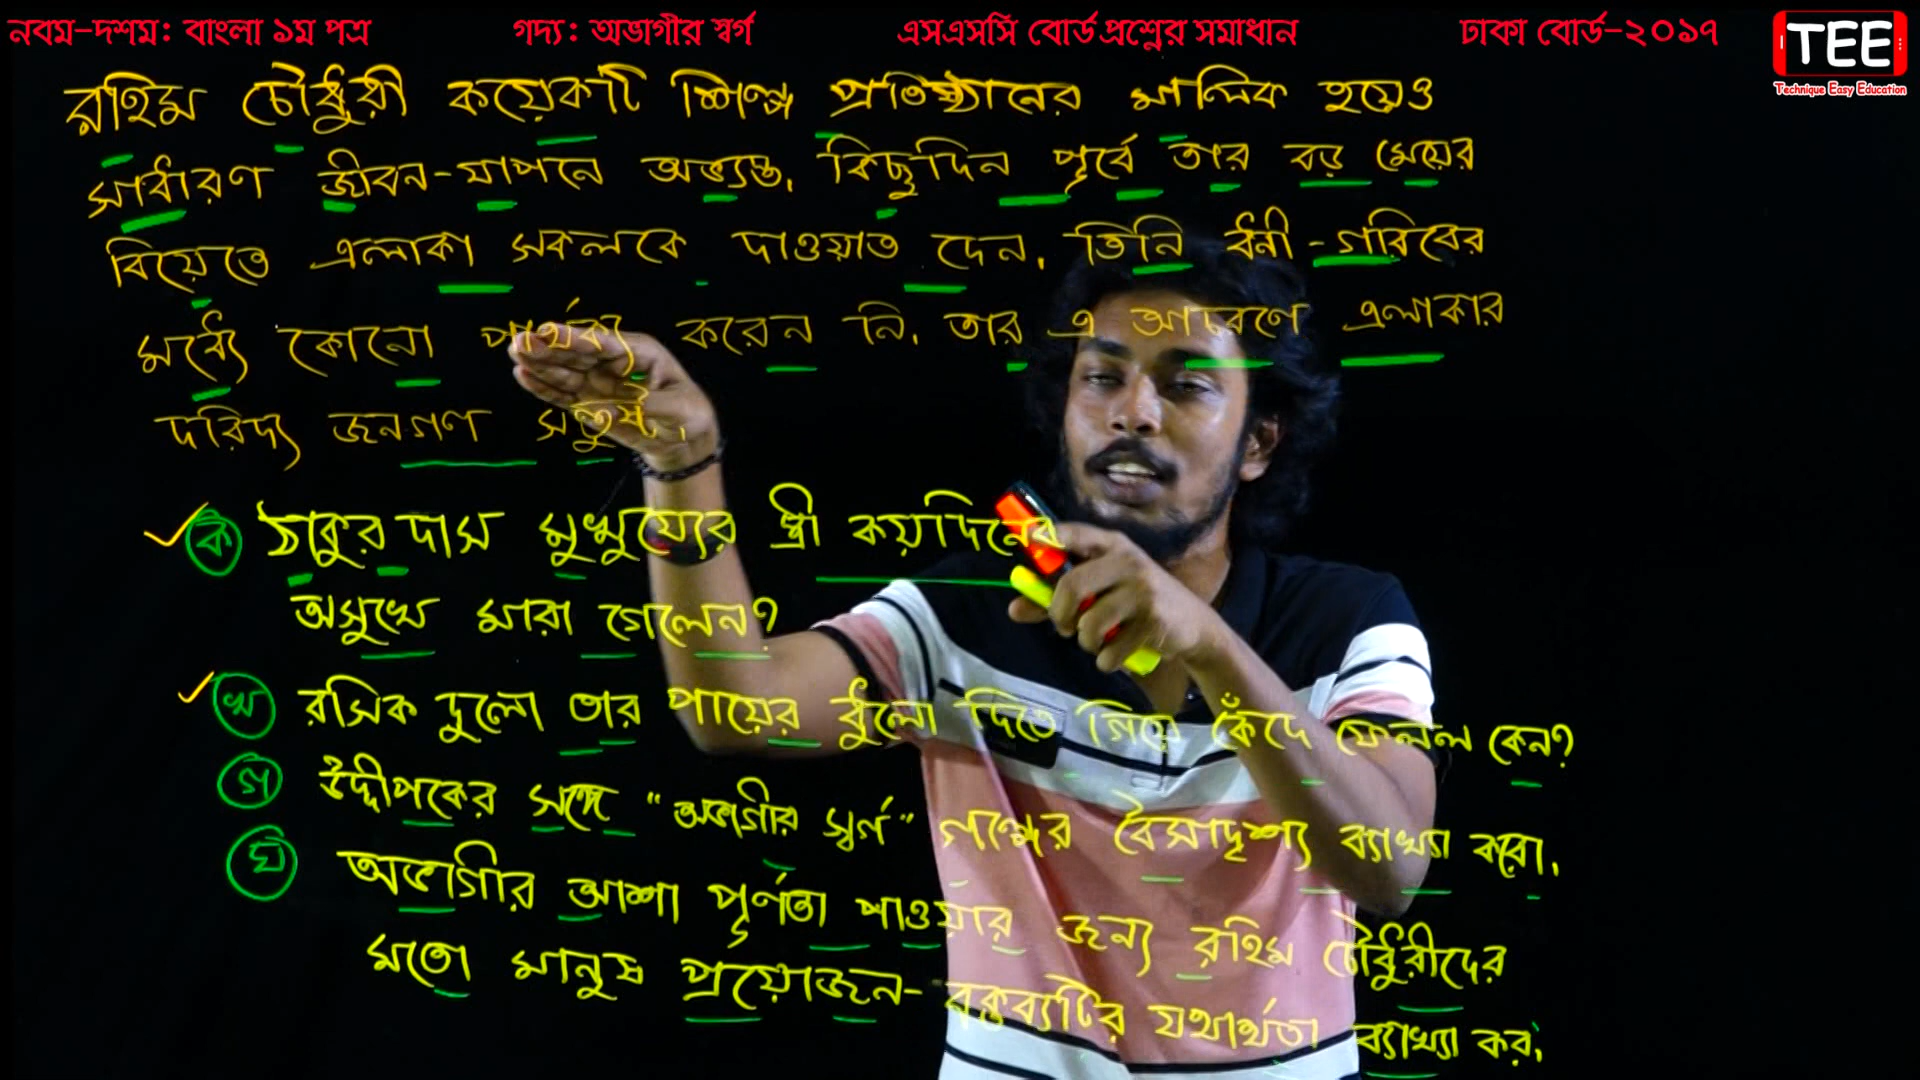 নবম-দশম: বাংলা ১ম পত্র গদ্য: অভাগীর স্বর্গ এসএসসি বোর্ড প্রশ্নের সমাধান ঢাকা বোর্ড-২০১৭
TEE
Technique Easy Education
রহিম চৌধুরী কয়েকটি শিল্প প্রতিষ্ঠানের মালিক হয়েও
সাধারণ জীবন-যাপনে অভ্যস্ত, কিছুদিন পূর্বে তার বড় মেয়ের
বিয়েতে এলাকা সকলকে দাওয়াত দেন, তিনি ধনী-গরিবের
মধ্যে কোনো পার্থক্য করেন নি, তার এ আচরণে এলাকার
দরিদ্র জনগণ সন্তুষ্ট,
ক ঠাকুরদাস মুখুয্যের স্ত্রী কয়দিনের
অসুখে মারা গেলেন?
খ রসিক দুলো তার পায়ের ধুলো দিতে গিয়ে কেঁদে ফেলল কেন?
গ উদ্দীপকের সঙ্গে "অভাগীর স্বর্গ" গল্পের বৈসাদৃশ্য ব্যাখ্যা করো,
ঘ অভাগীর আশা পূর্ণতা পাওয়ার জন্য রহিম চৌধুরীদের
মতো মানুষ প্রয়োজন- বক্তব্যটির যথার্থতা ব্যাখ্যা কর,